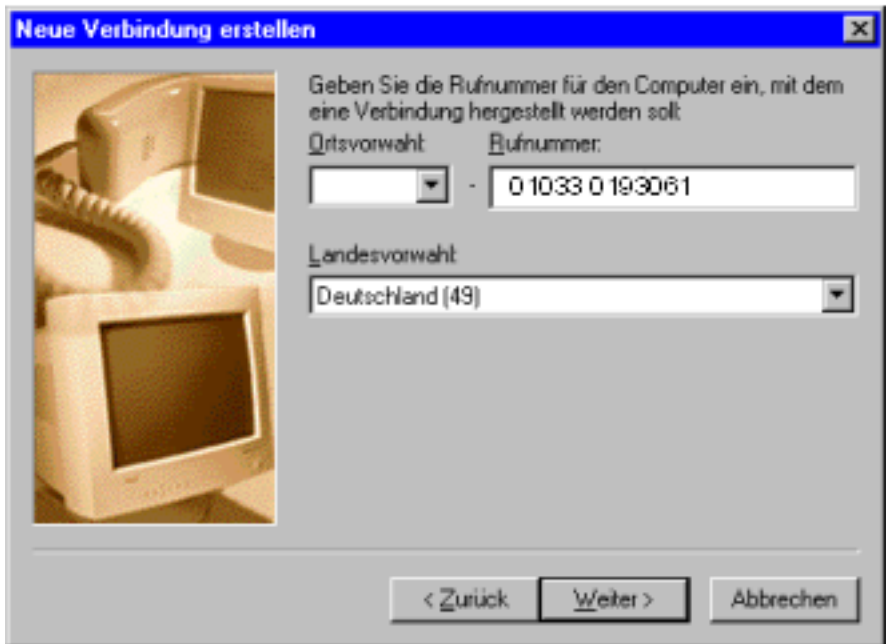 Neue Verbindung erstellen
Geben Sie die Rufnummer für den Computer ein, mit dem
eine Verbindung hergestellt werden soll:
Ortsvorwahl: Rufnummer:
- 01033 0193061
Landesvorwahl:
Deutschland (49)
< Zurück Weiter > Abbrechen